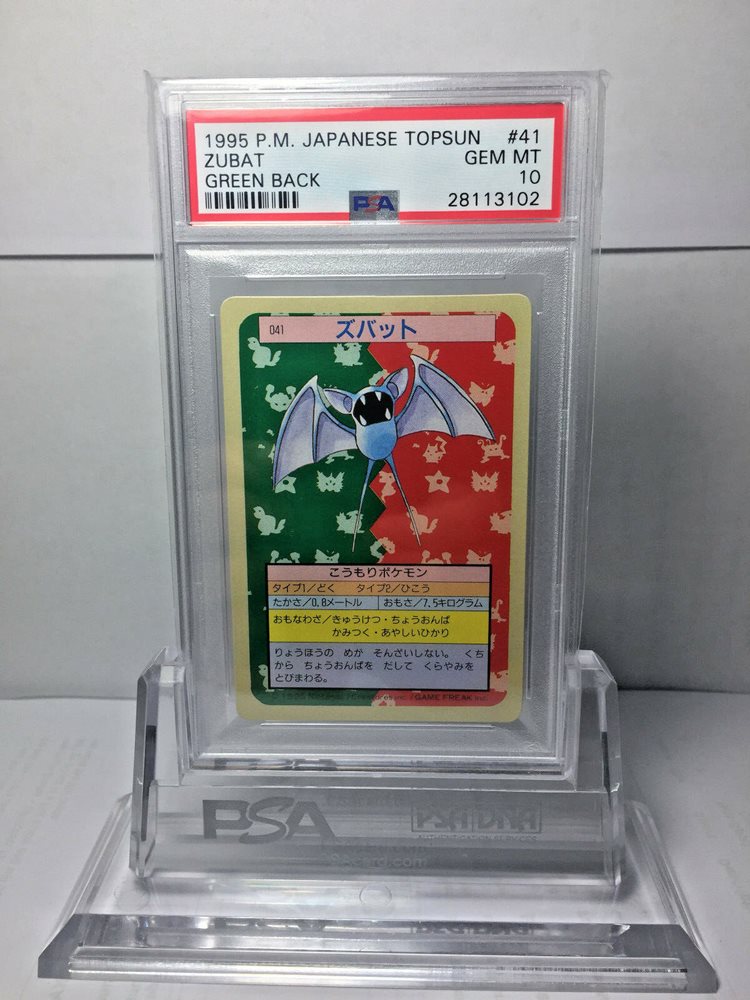 1995 P.M. JAPANESE TOPSUN #41
ZUBAT GEM MT
GREEN BACK 10
PSA 28113102
041 ズバット
こうもりポケモン
タイプ1/どく タイプ2/ひこう
たかさ/0.8メートル おもさ/7.5キログラム
おもなわざ/きゅうけつ・ちょうおんぱ
かみつく・あやしいひかり
りょうほうの めが そんざいしない。 くち
から ちょうおんぱを だして くらやみを
とびまわる。
/GAME FREAK inc.
PSA PSA/DNA
AUTHENTICATION SERVICES
PSAcard.com